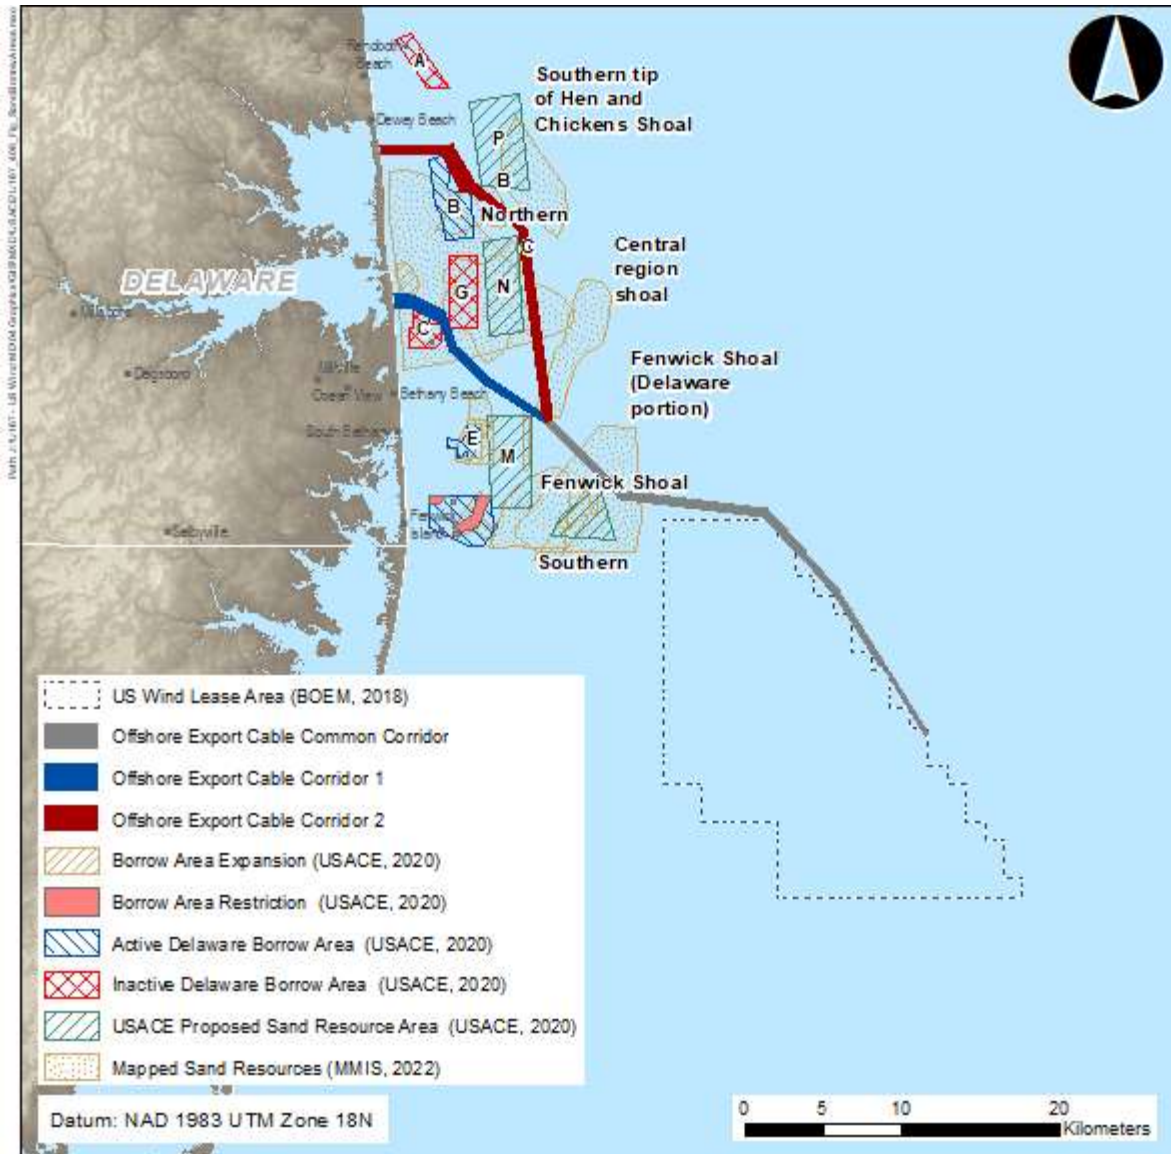 Rehoboth
Beach
A
Southern tip
of Hen and
Chickens Shoal
Dewey Beach
P
B
B
Northern
C
Central
region
shoal
DELAWARE
G
N
Millsboro
C
Fenwick Shoal
(Delaware
portion)
Dagsboro
Millville
Ocean View
Bethany Beach
South Bethany
E
M
Fenwick Shoal
Fenwick
Island
Selbyville
Southern
US Wind Lease Area (BOEM, 2018)
Offshore Export Cable Common Corridor
Offshore Export Cable Corridor 1
Offshore Export Cable Corridor 2
Borrow Area Expansion (USACE, 2020)
Borrow Area Restriction (USACE, 2020)
Active Delaware Borrow Area (USACE, 2020)
Inactive Delaware Borrow Area (USACE, 2020)
USACE Proposed Sand Resource Area (USACE, 2020)
Mapped Sand Resources (MMIS, 2022)
Datum: NAD 1983 UTM Zone 18N
0 5 10 20
Kilometers